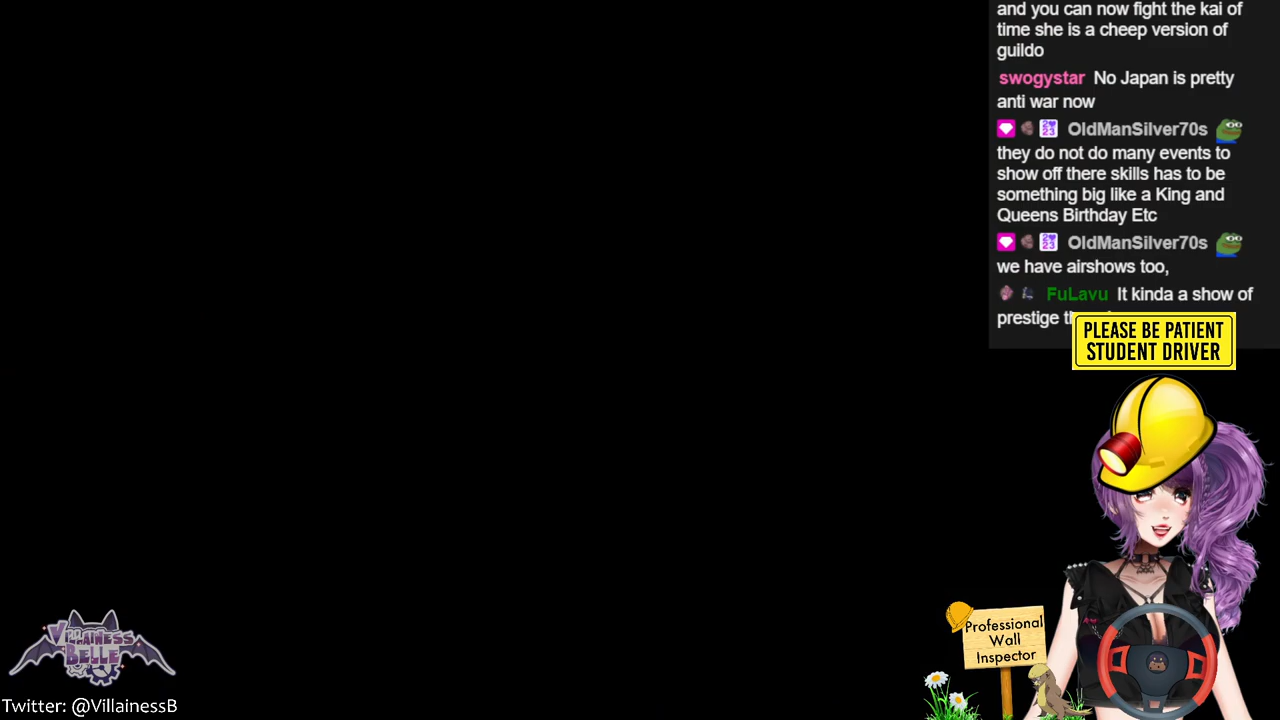 and you can now fight the kai of
time she is a cheep version of
guildo
swogystar No Japan is pretty
anti war now
OldManSilver70s
they do not do many events to
show off there skills has to be
something big like a King and
Queens Birthday Etc
OldManSilver70s
we have airshows too,
FuLavu It kinda a show of
prestige
PLEASE BE PATIENT
STUDENT DRIVER
Professional
Wall
Inspector
VILLAINESS
BELLE
Twitter: @VillainessB